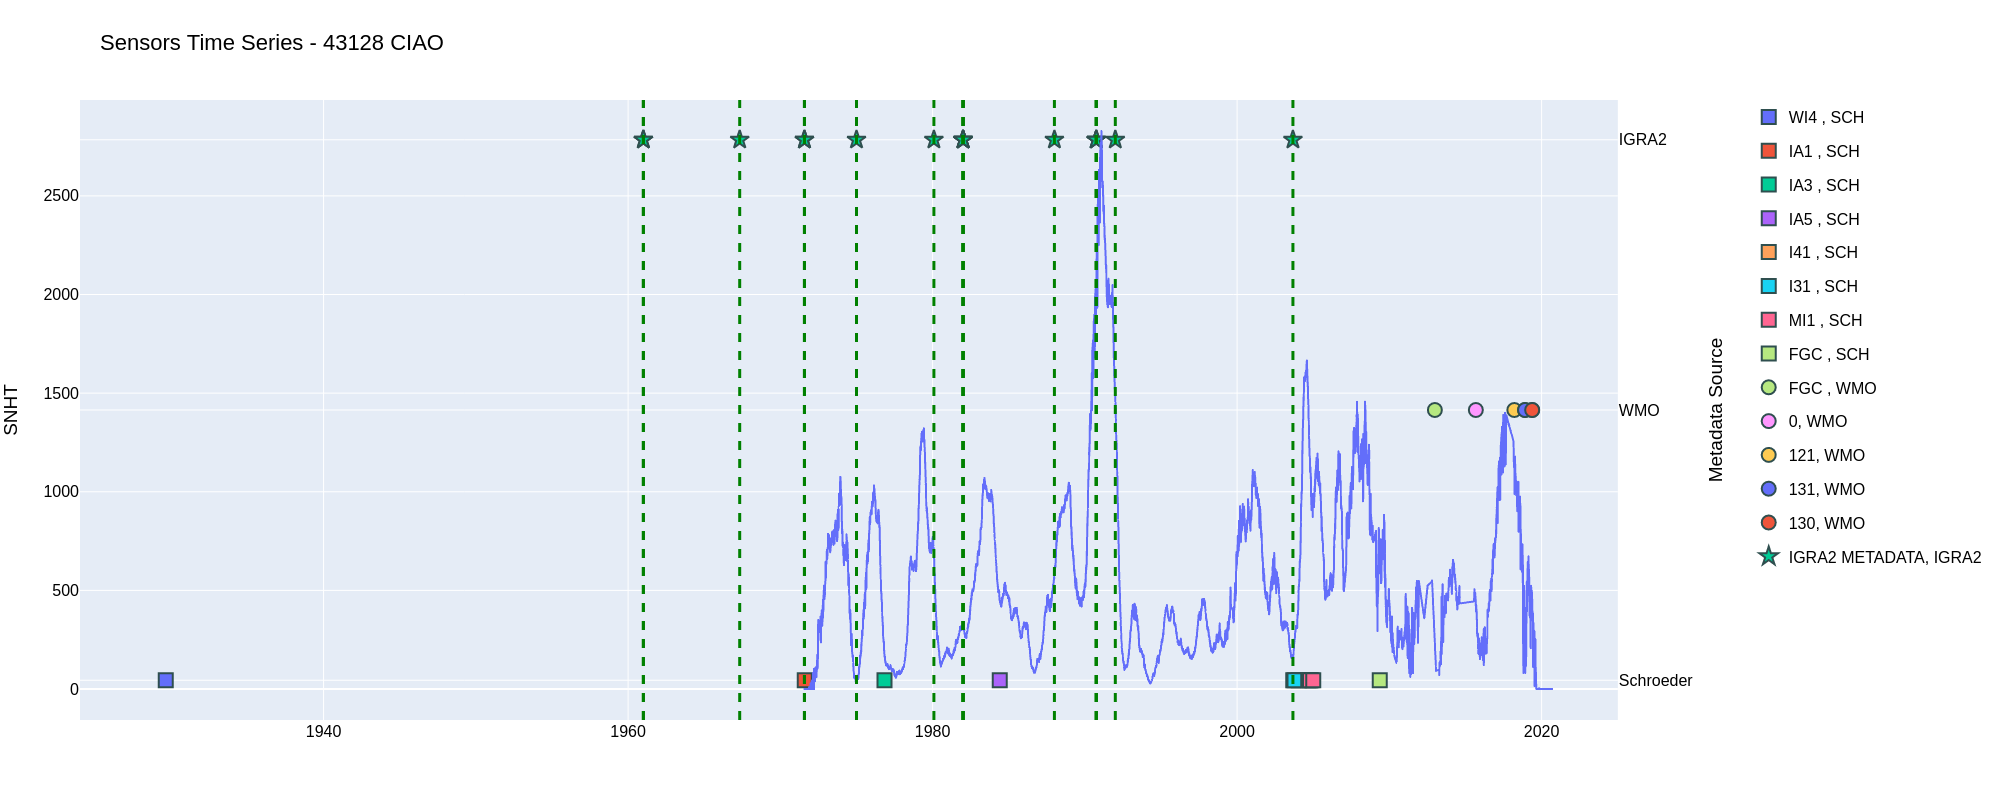 Sensors Time Series - 43128 CIAO
SNHT
2500
2000
1500
1000
500
0
1940
1960
1980
2000
2020
IGRA2
WMO
Schroeder
Metadata Source
WI4 , SCH
IA1 , SCH
IA3 , SCH
IA5 , SCH
I41 , SCH
I31 , SCH
MI1 , SCH
FGC , SCH
FGC , WMO
0, WMO
121, WMO
131, WMO
130, WMO
IGRA2 METADATA, IGRA2